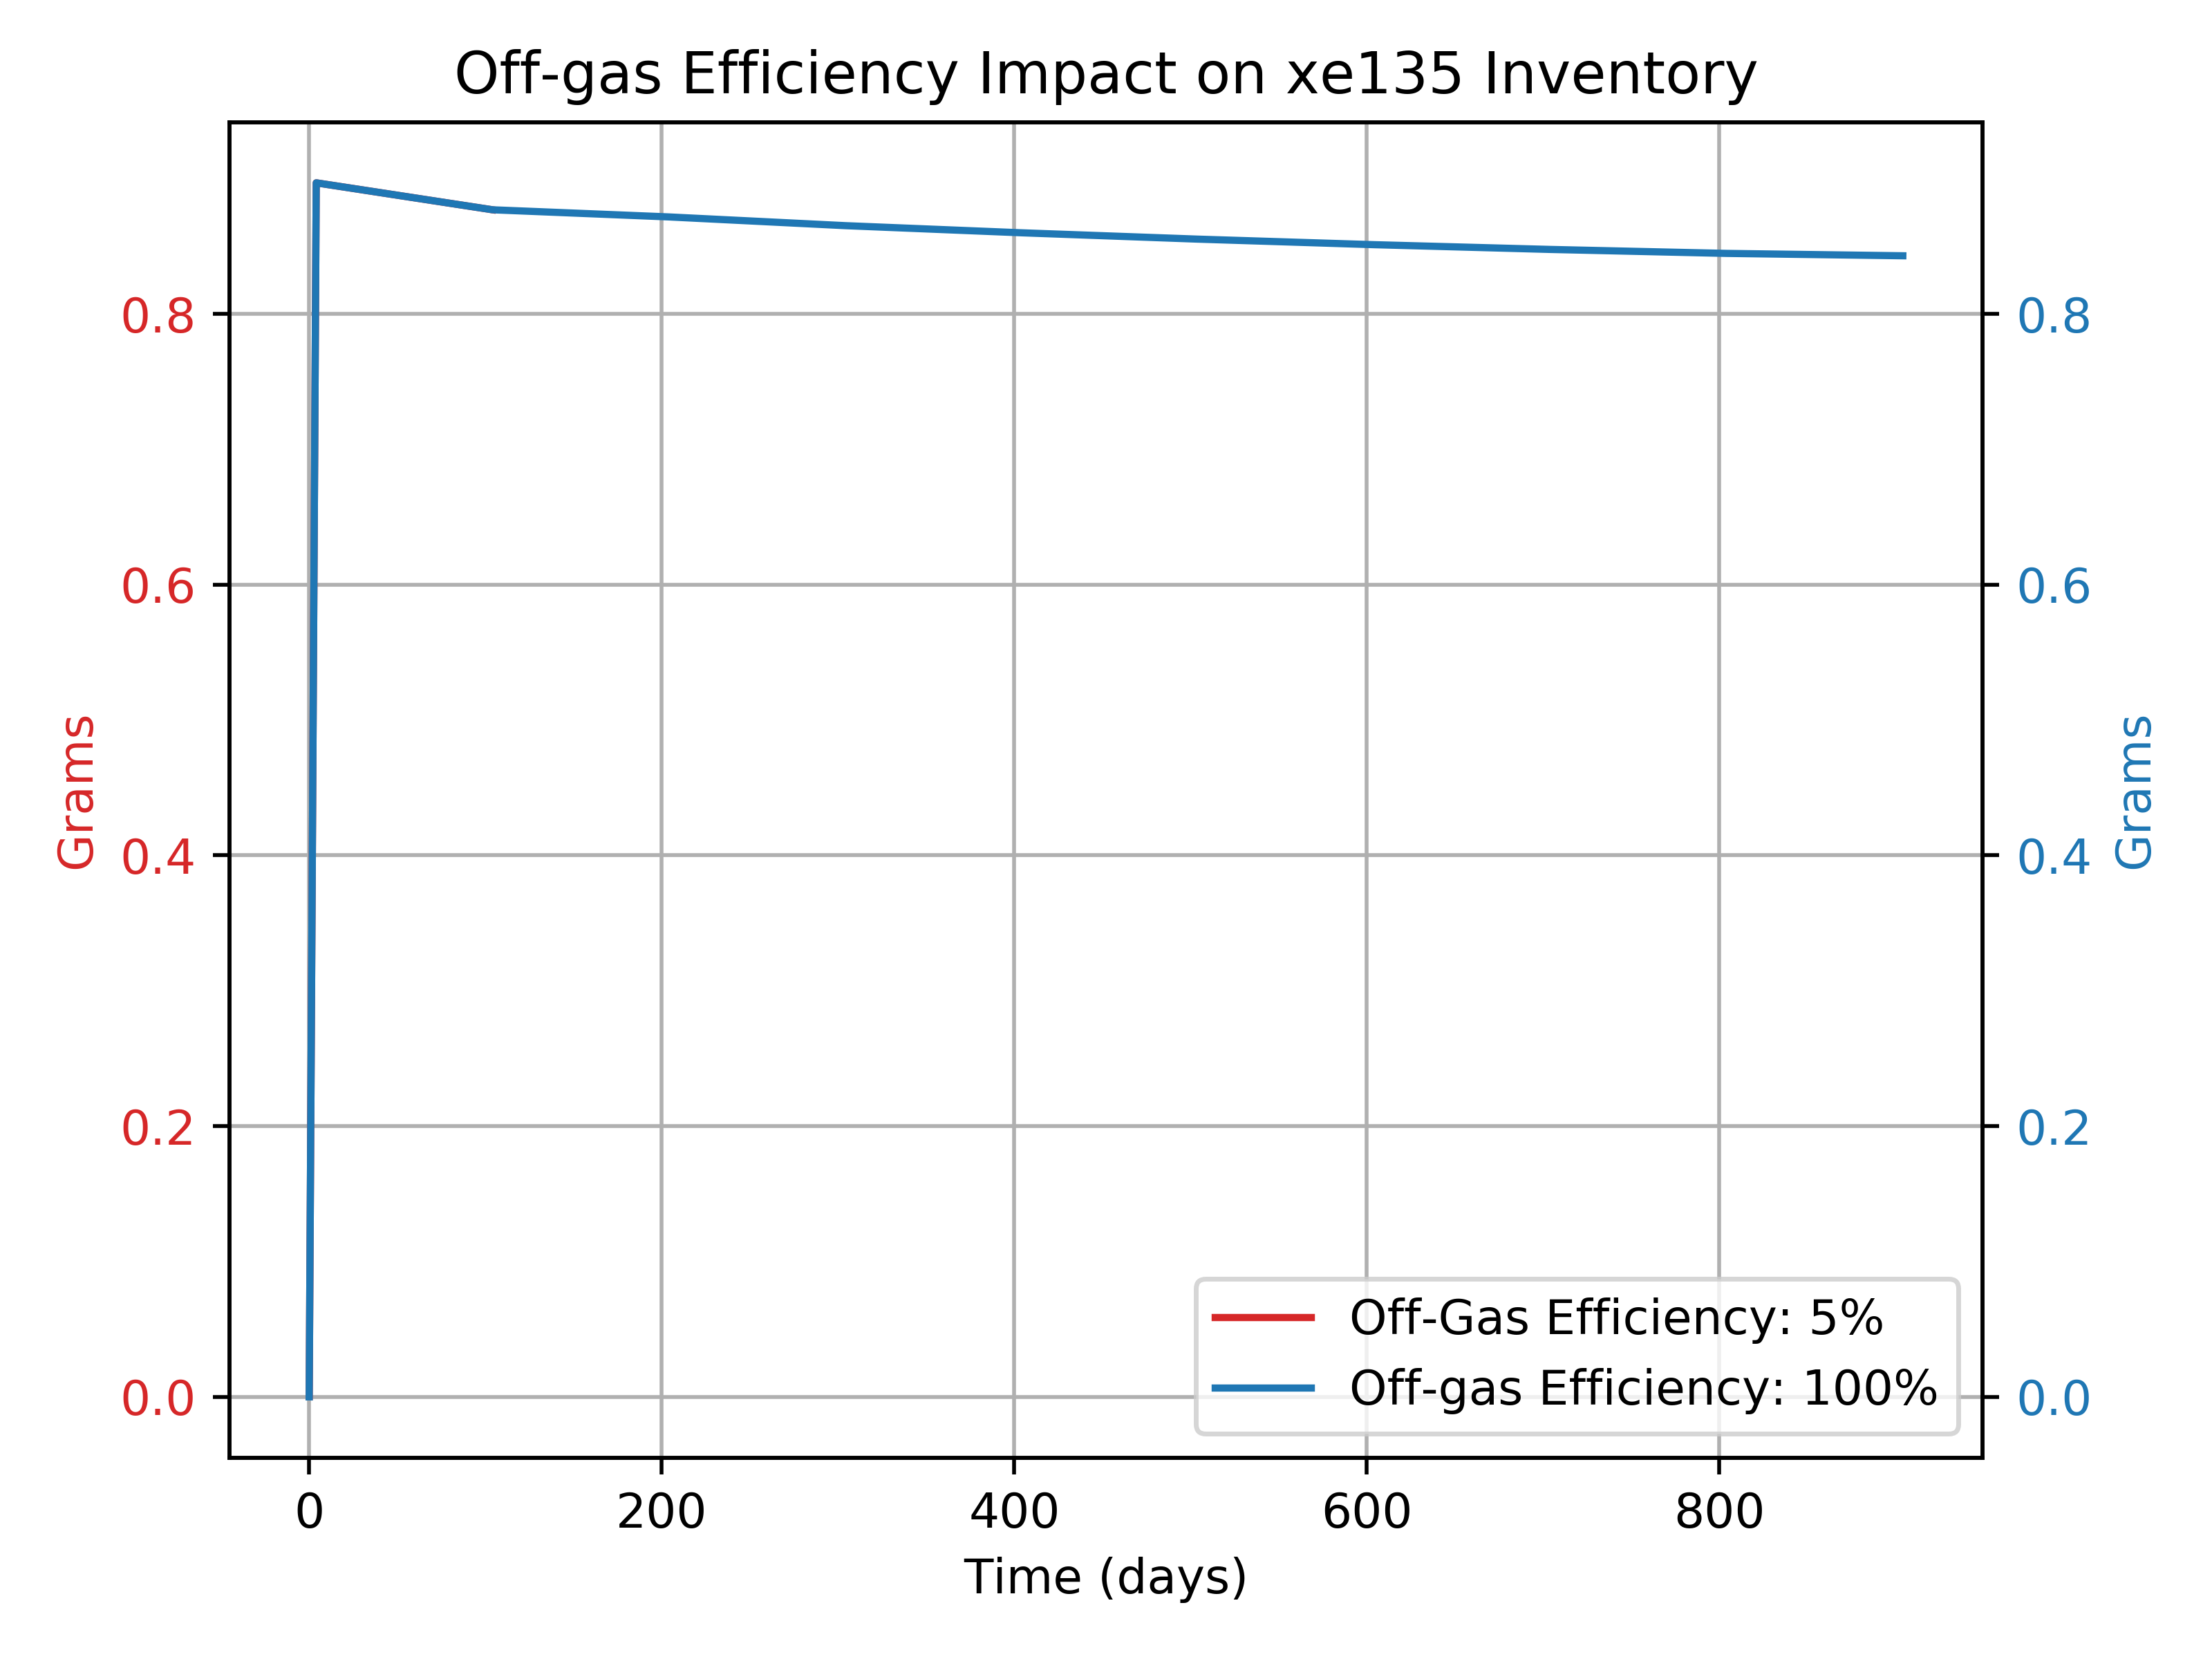 Off-gas Efficiency Impact on xe135 Inventory
0.8
0.6
0.4
0.2
0.0
Grams
0.8
0.6
0.4
0.2
0.0
Grams
Off-Gas Efficiency: 5%
Off-gas Efficiency: 100%
0 200 400 600 800
Time (days)